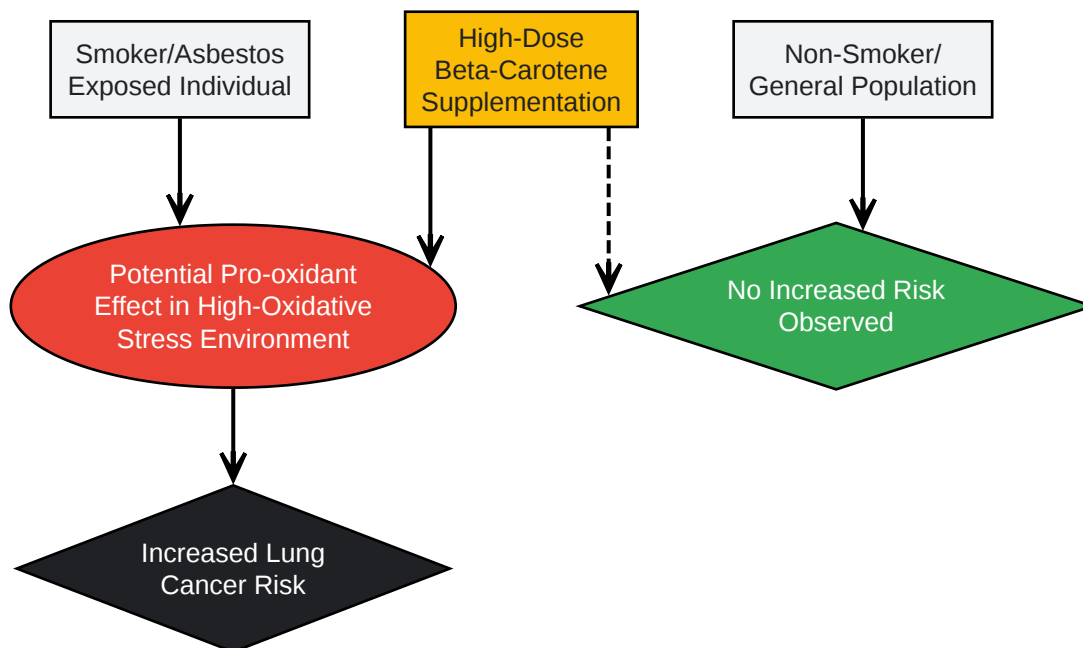 Smoker/Asbestos
Exposed Individual
High-Dose
Beta-Carotene
Supplementation
Non-Smoker/
General Population
Potential Pro-oxidant
Effect in High-Oxidative
Stress Environment
No Increased Risk
Observed
Increased Lung
Cancer Risk